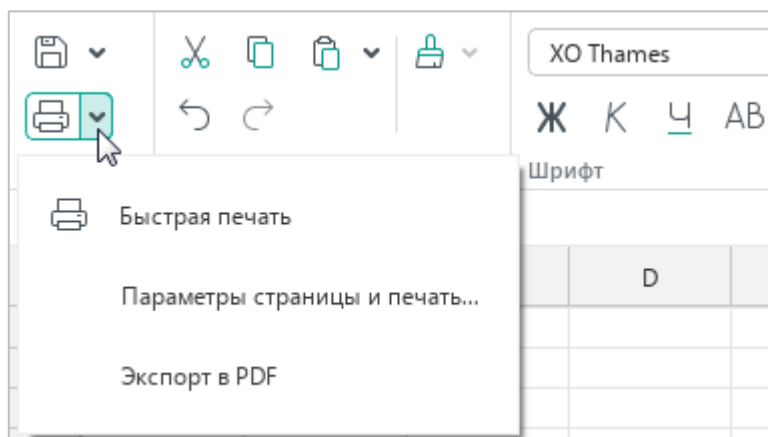 XO Thames
Ж К Ч АВ
Шрифт
Быстрая печать
D
Параметры страницы и печать...
Экспорт в PDF